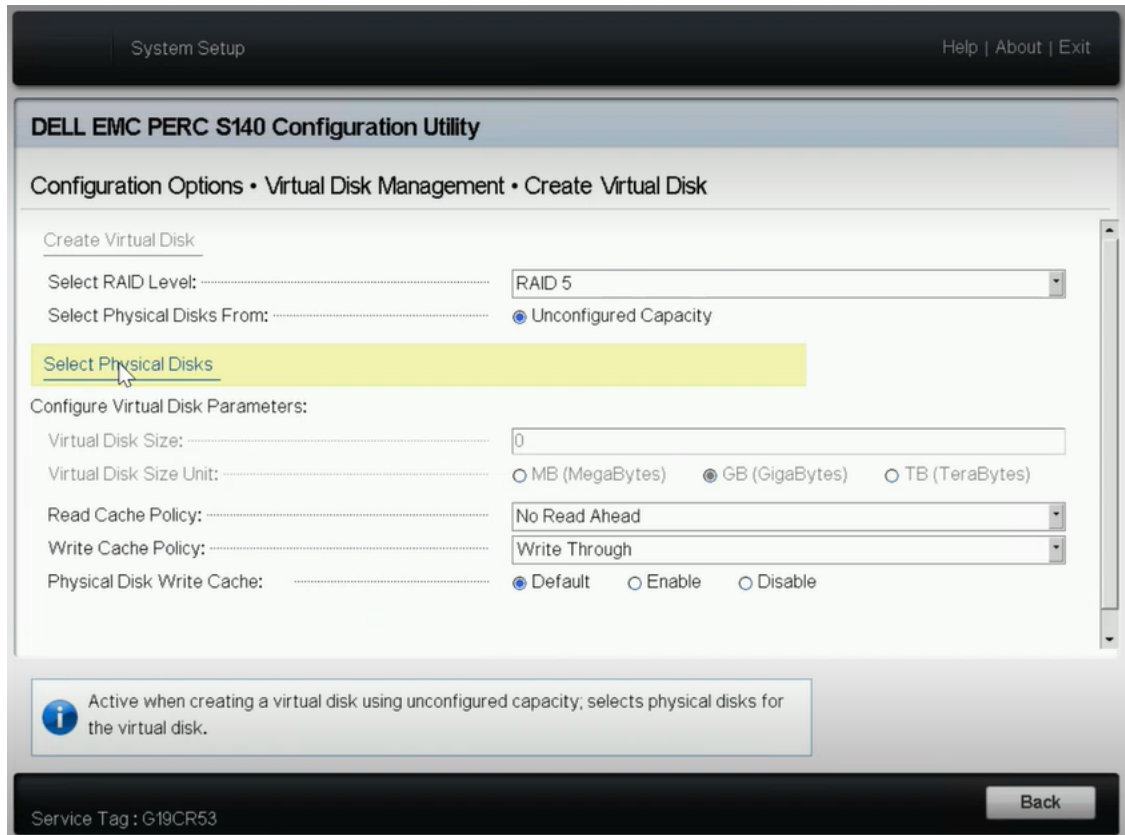 System Setup
Help | About | Exit
DELL EMC PERC S140 Configuration Utility
Configuration Options • Virtual Disk Management • Create Virtual Disk
Create Virtual Disk
Select RAID Level:
RAID 5
Select Physical Disks From:
Unconfigured Capacity
Select Physical Disks
Configure Virtual Disk Parameters:
Virtual Disk Size:
0
Virtual Disk Size Unit:
MB (MegaBytes) GB (GigaBytes) TB (TeraBytes)
Read Cache Policy:
No Read Ahead
Write Cache Policy:
Write Through
Physical Disk Write Cache:
Default Enable Disable
Active when creating a virtual disk using unconfigured capacity; selects physical disks for
the virtual disk.
Back
Service Tag : G19CR53